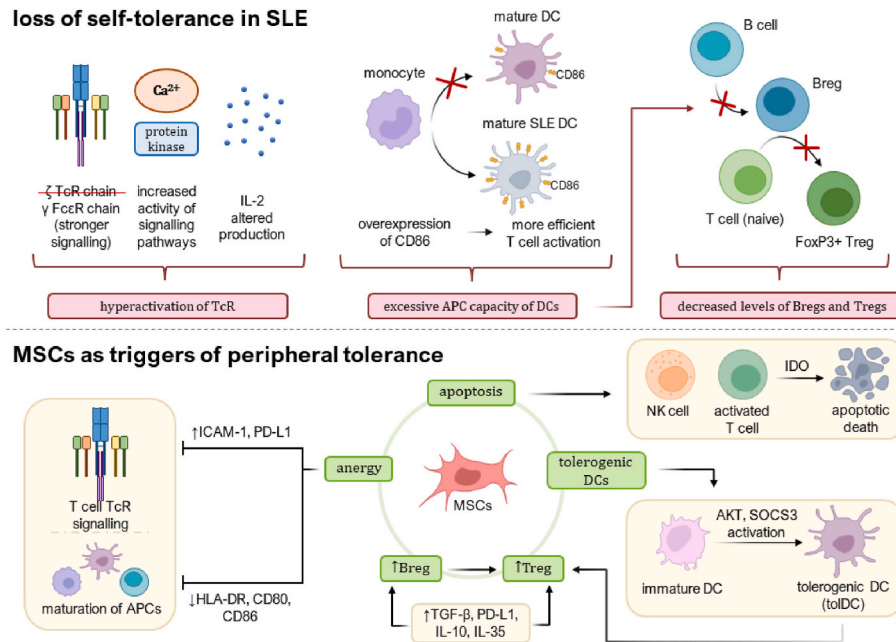 loss of self-tolerance in SLE
Ca²⁺
protein
kinase
ζ TcR chain
γ FcεR chain
(stronger
signalling)
increased
activity of
signalling
pathways
IL-2
altered
production
hyperactivation of TcR
monocyte
mature DC
CD86
mature SLE DC
CD86
overexpression
of CD86
more efficient
T cell activation
excessive APC capacity of DCs
B cell
Breg
T cell (naive)
FoxP3+ Treg
decreased levels of Bregs and Tregs
MSCs as triggers of peripheral tolerance
T cell TcR
signalling
maturation of APCs
↑ICAM-1, PD-L1
↓HLA-DR, CD80,
CD86
anergy
apoptosis
MSCs
tolerogenic
DCs
↑Breg
↑Treg
↑TGF-β, PD-L1,
IL-10, IL-35
NK cell
activated
T cell
IDO
apoptotic
death
immature DC
AKT, SOCS3
activation
tolerogenic DC
(tolDC)